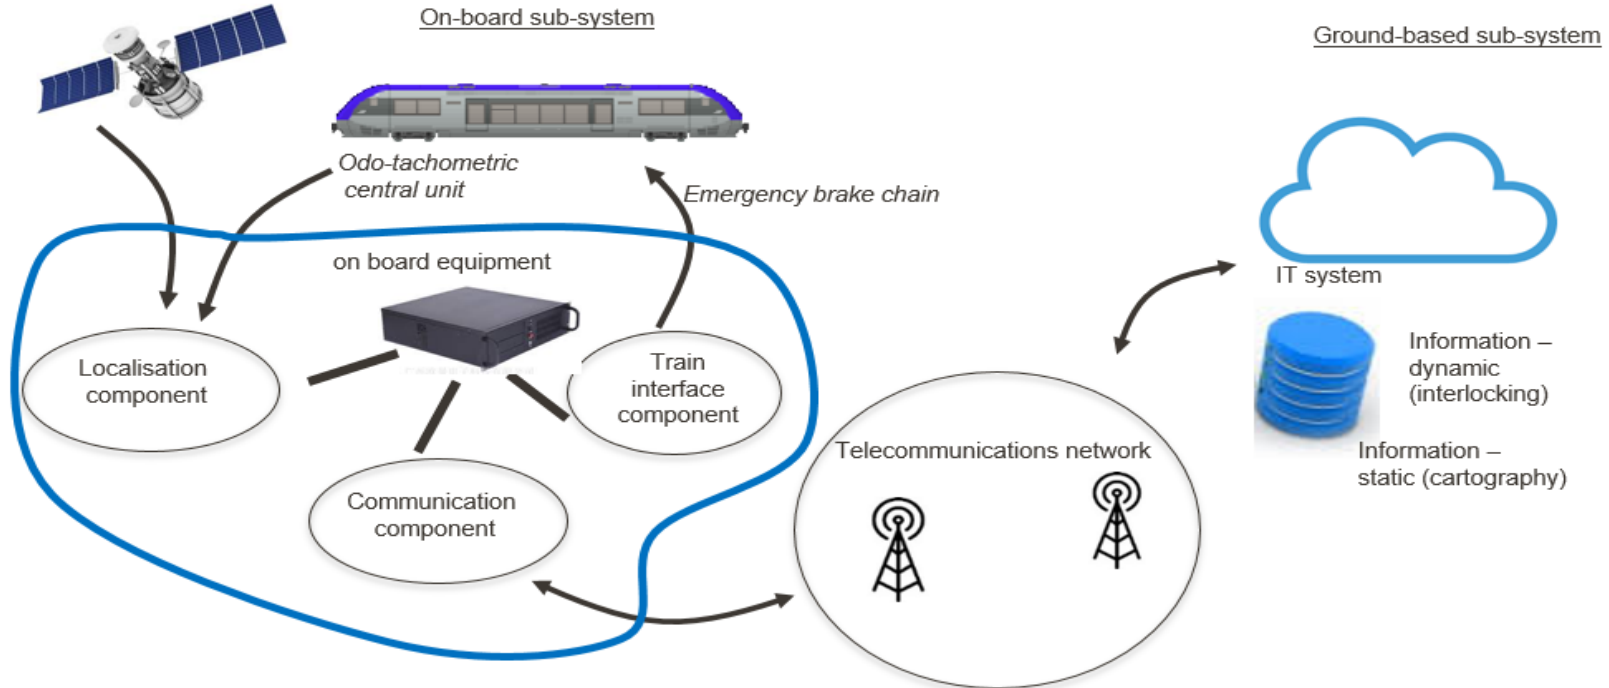 On-board sub-system
Ground-based sub-system
Odo-tachometric
central unit
Emergency brake chain
on board equipment
IT system
Localisation
component
Train
interface
component
Information –
dynamic
(interlocking)
Telecommunications network
Information –
static (cartography)
Communication
component